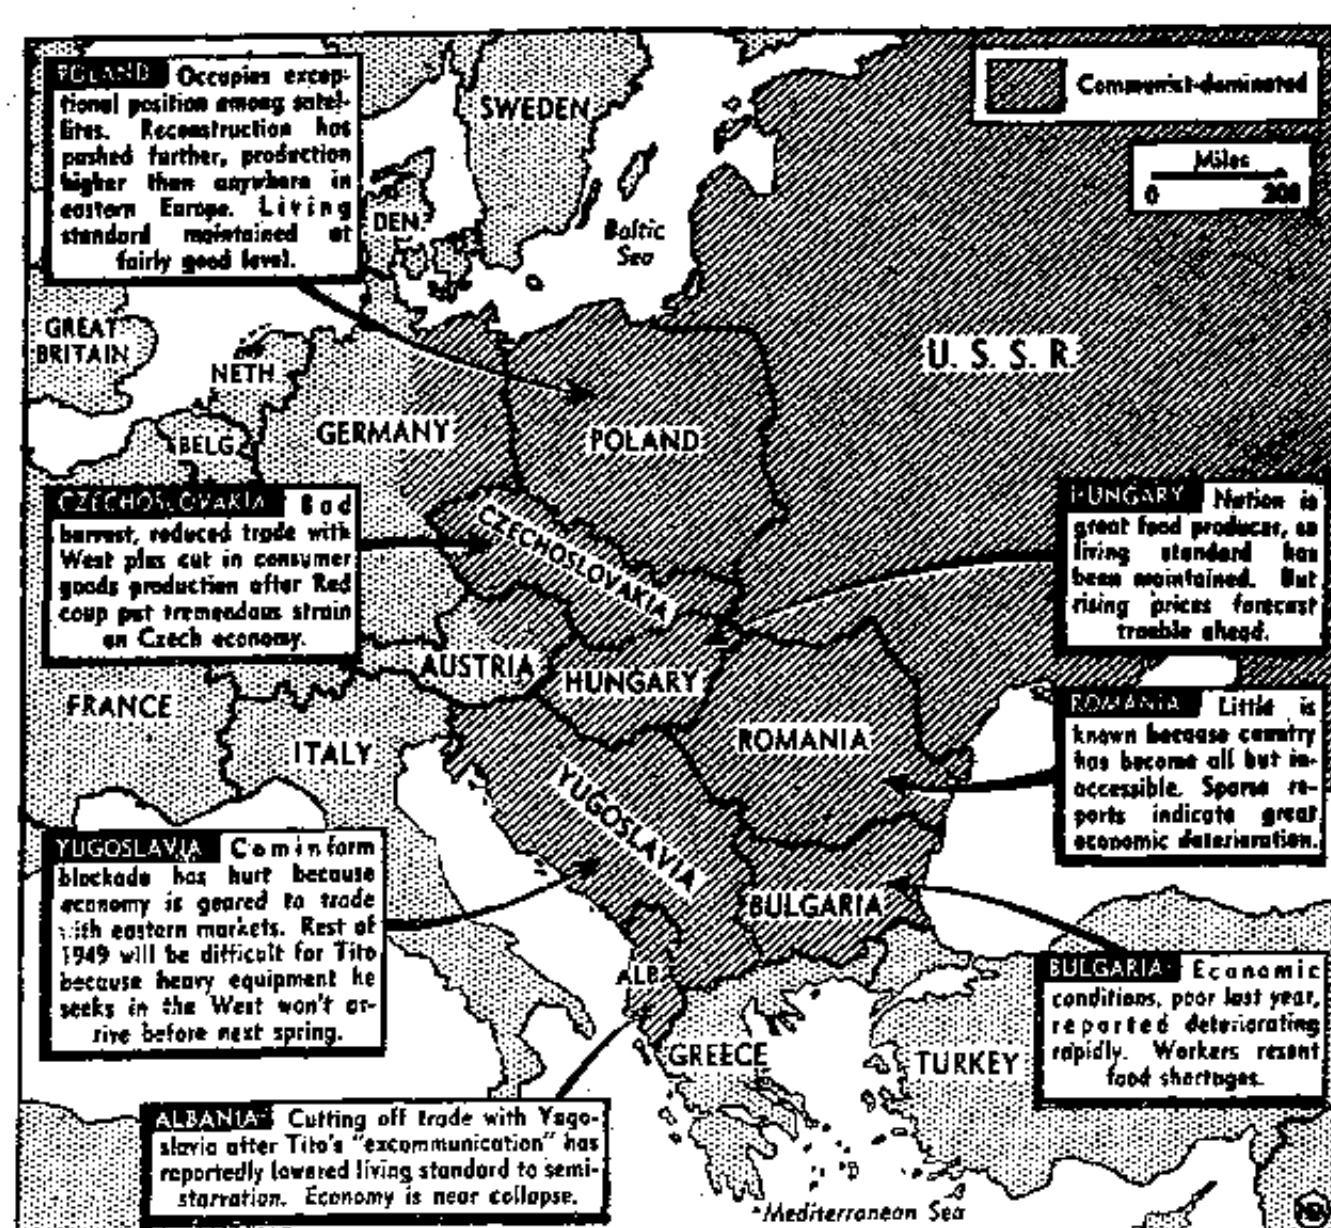 POLAND Occupies excep-
tional position among satel-
lites. Reconstruction has
pushed further, production
higher than anywhere in
eastern Europe. Living
standard maintained at
fairly good level.
Communist-dominated
Miles
0 200
SWEDEN
DEN.
Baltic
Sea
GREAT
BRITAIN
NETH.
BELG.
GERMANY
POLAND
U. S. S. R.
CZECHOSLOVAKIA Bad
harvest, reduced trade with
West plus cut in consumer
goods production after Red
coup put tremendous strain
on Czech economy.
CZECHOSLOVAKIA
HUNGARY Nation is
great food producer, so
living standard has
been maintained. But
rising prices forecast
trouble ahead.
AUSTRIA
HUNGARY
FRANCE
ITALY
ROMANIA
YUGOSLAVIA
BULGARIA
ROMANIA Little is
known because country
has become all but in-
accessible. Sparse re-
ports indicate great
economic deterioration.
YUGOSLAVIA Cominform
blockade has hurt because
economy is geared to trade
with eastern markets. Rest of
1949 will be difficult for Tito
because heavy equipment he
seeks in the West won't ar-
rive before next spring.
ALB.
GREECE
TURKEY
BULGARIA Economic
conditions, poor last year,
reported deteriorating
rapidly. Workers resent
food shortages.
ALBANIA Cutting off trade with Yugo-
slavia after Tito's "excommunication" has
reportedly lowered living standard to semi-
starvation. Economy is near collapse.
Mediterranean Sea